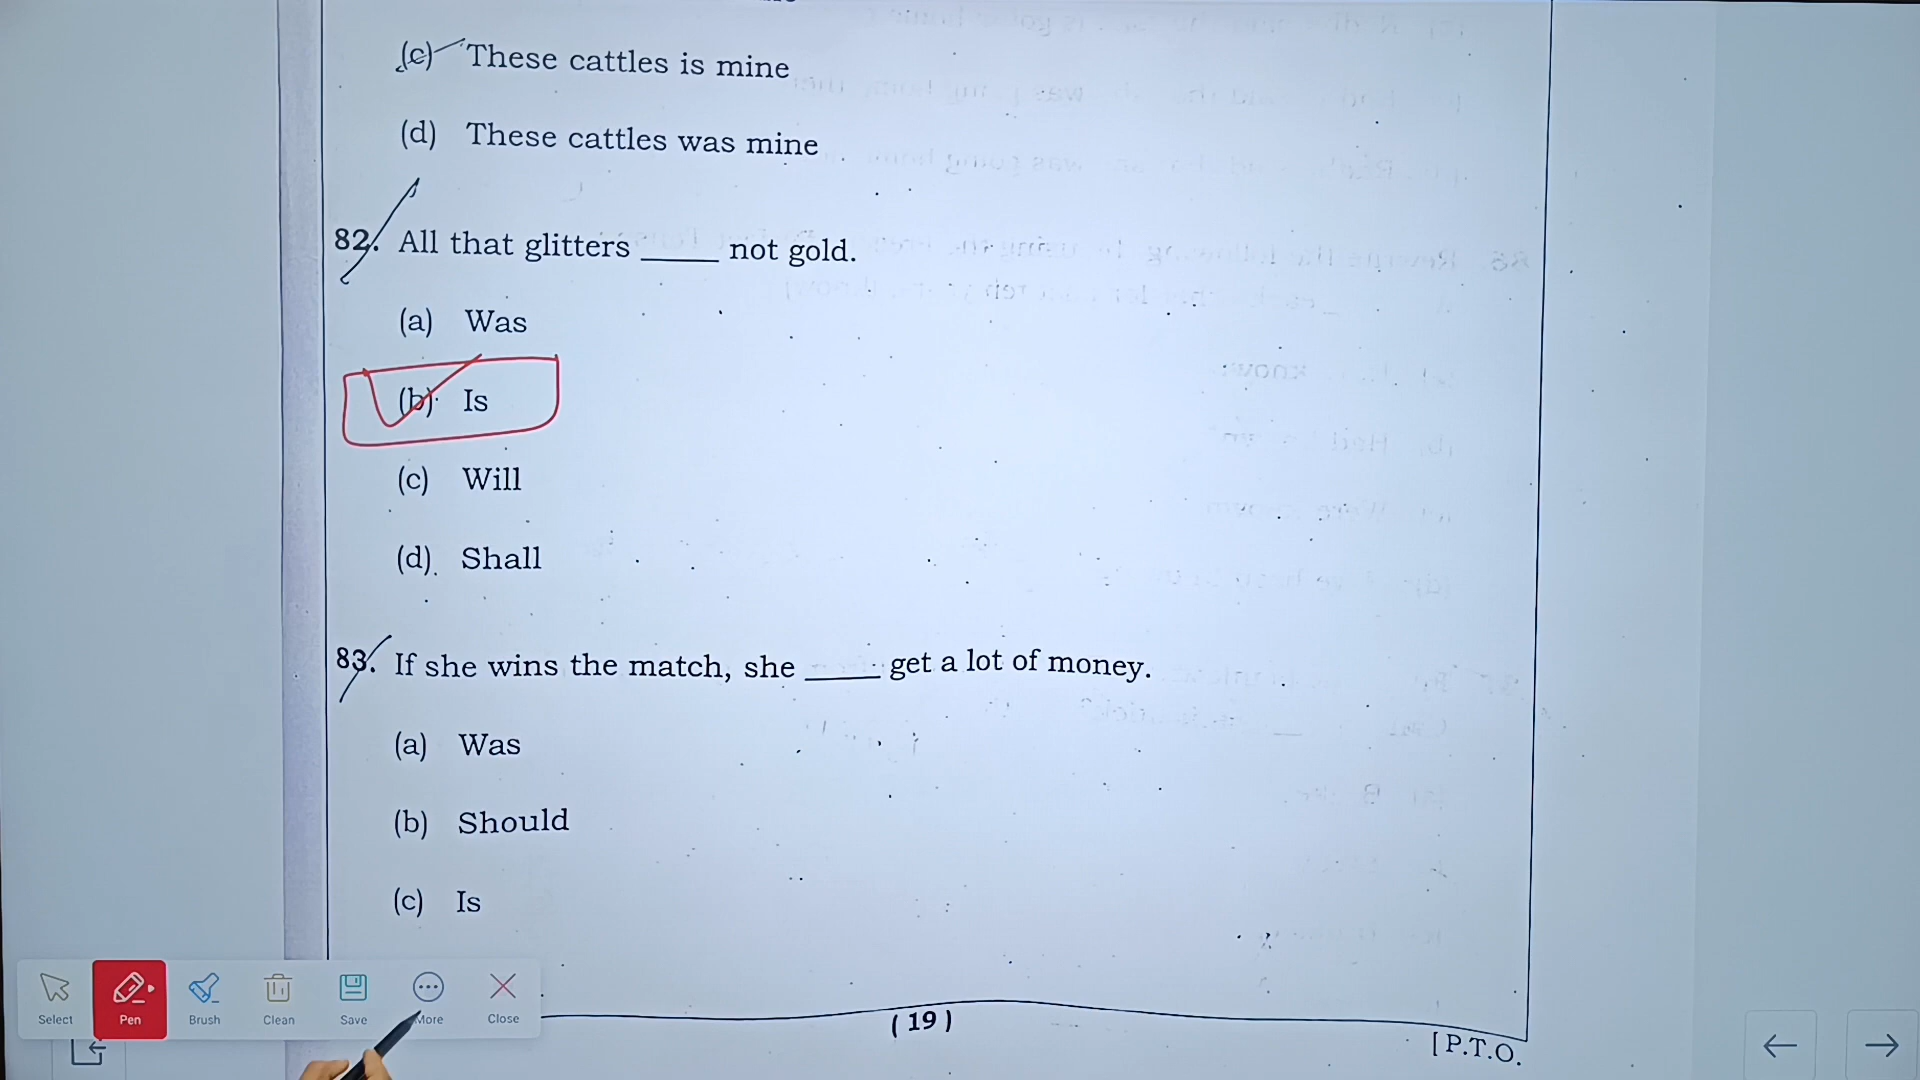 (c) These cattles is mine
(d) These cattles was mine
82. All that glitters _____ not gold.
(a) Was
(b) Is
(c) Will
(d) Shall
83. If she wins the match, she _____ get a lot of money.
(a) Was
(b) Should
(c) Is
Select Pen Brush Clean Save More Close
( 19 )
[ P.T.O.